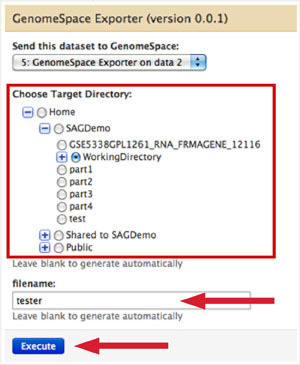 GenomeSpace Exporter (version 0.0.1)
Send this dataset to GenomeSpace:
5: GenomeSpace Exporter on data 2
Choose Target Directory:
Home
SAGDemo
GSE5338GPL1261_RNA_FRMAGENE_12116
WorkingDirectory
part1
part2
part3
part4
test
Shared to SAGDemo
Public
Leave blank to generate automatically
filename:
tester
Leave blank to generate automatically
Execute